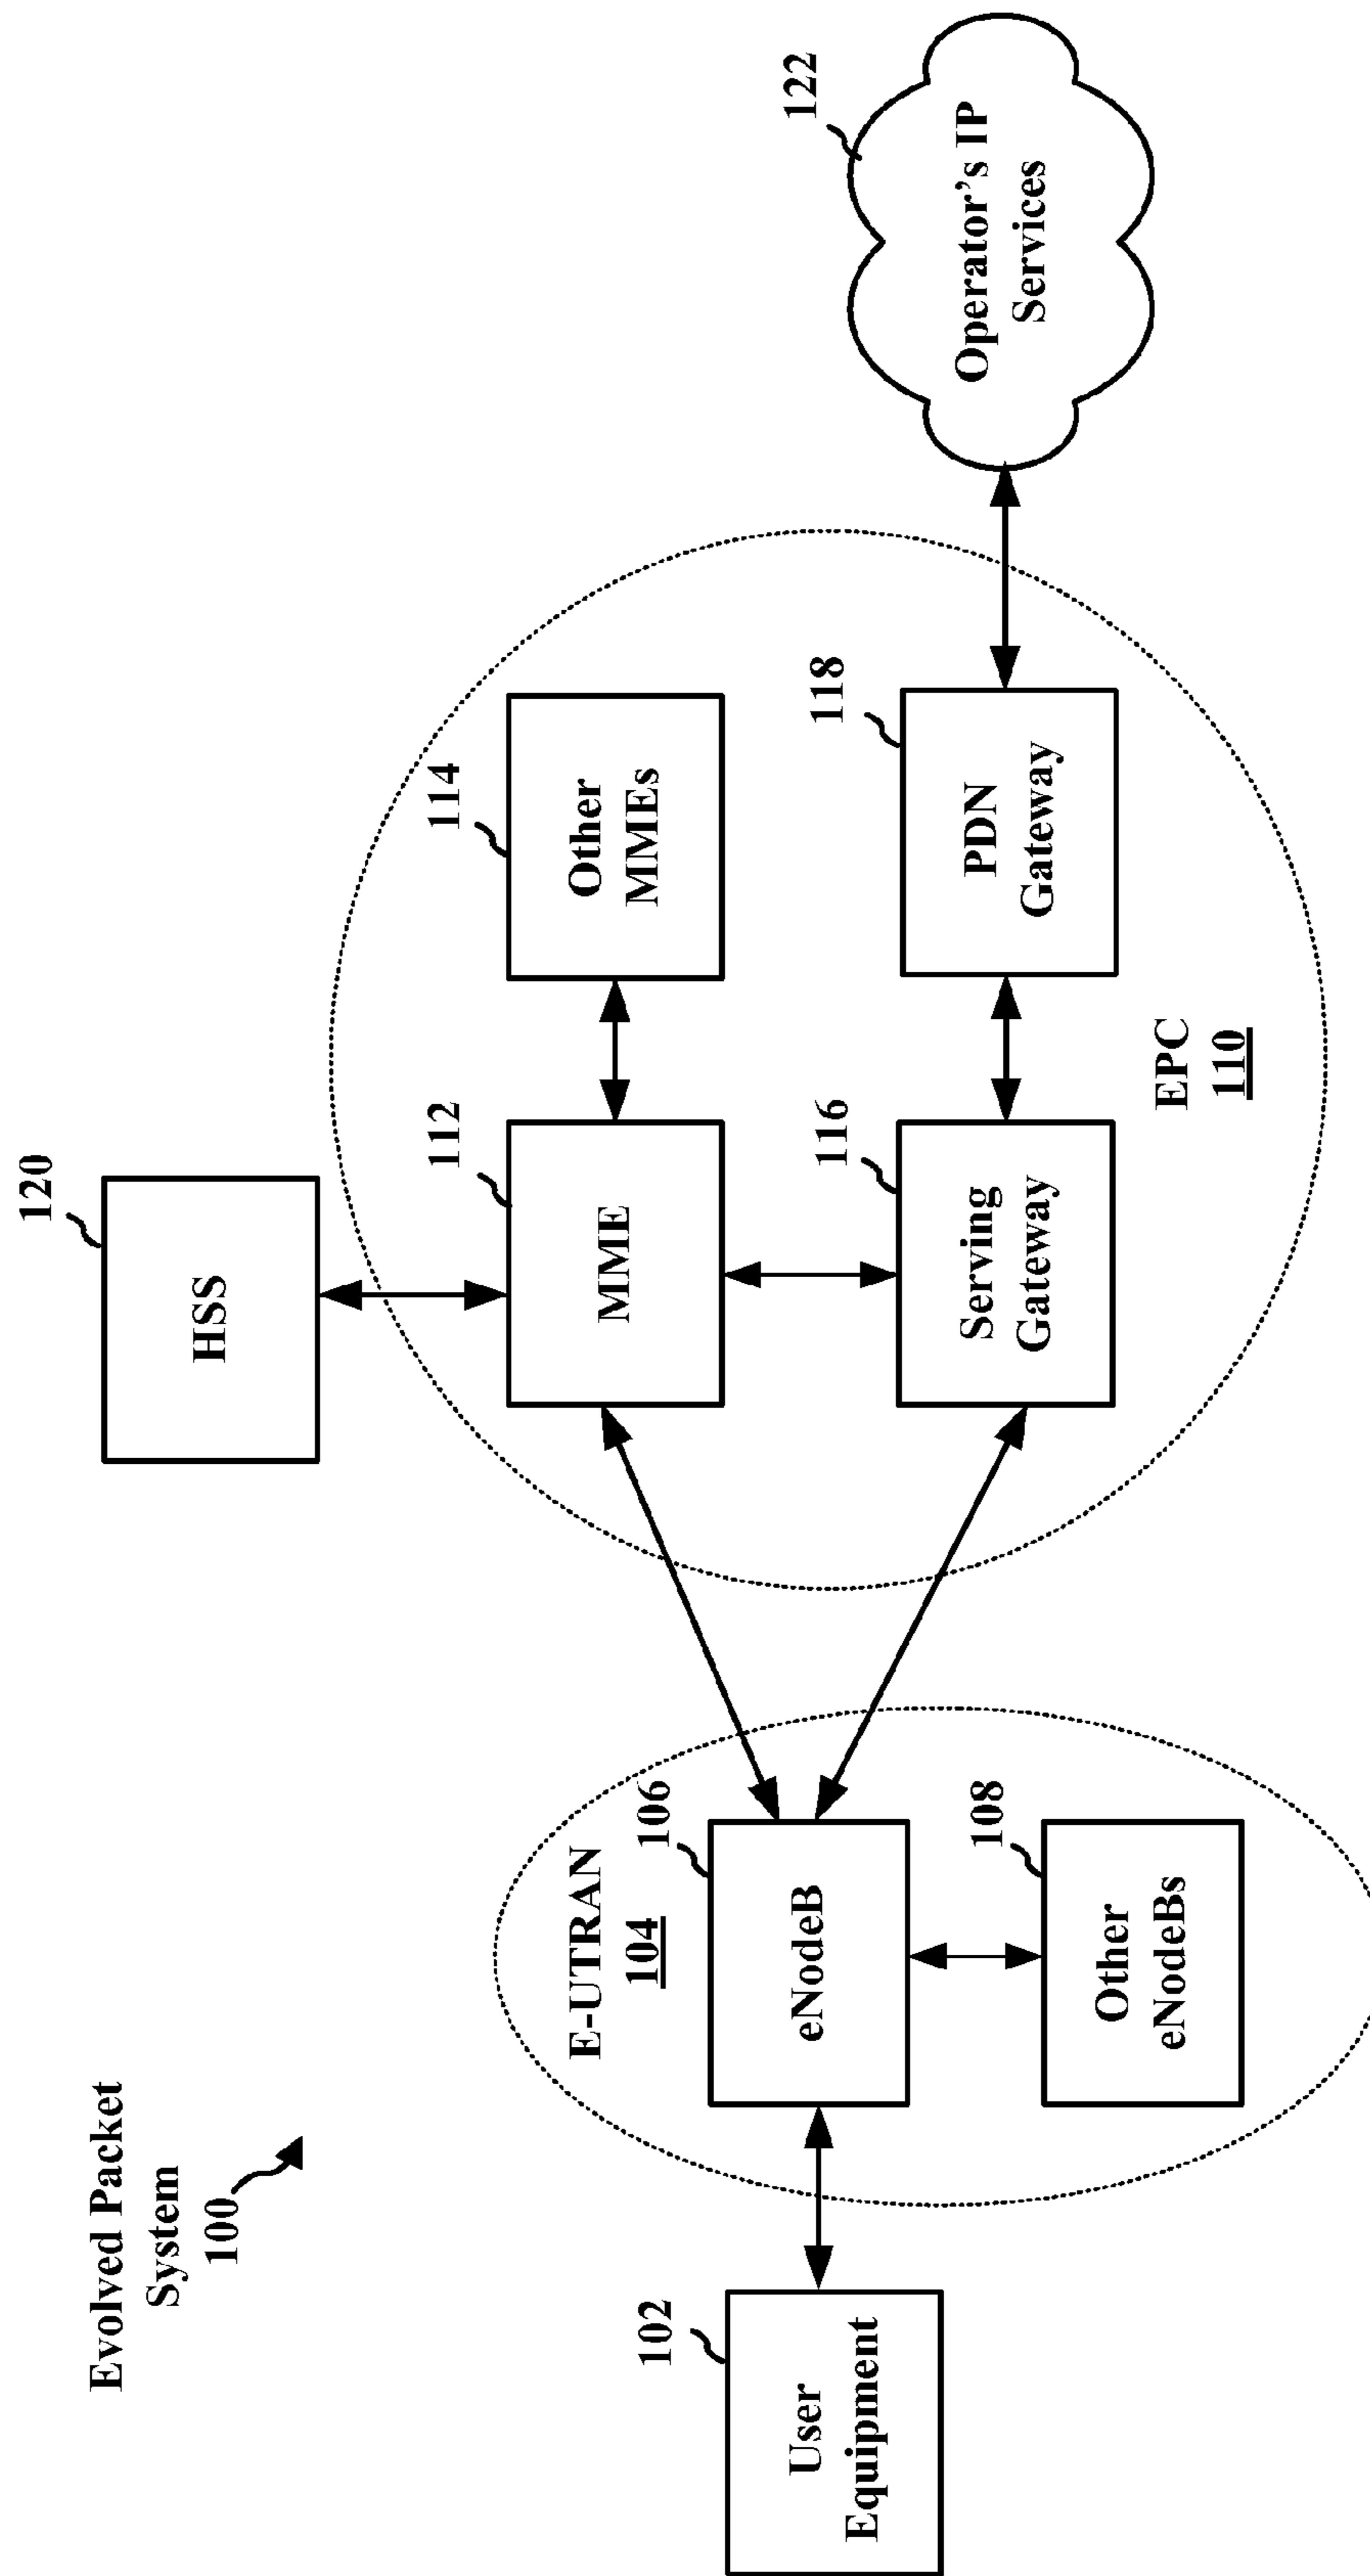 Evolved Packet
System
100
120
HSS
102
User
Equipment
E-UTRAN
104
106
eNodeB
108
Other
eNodeBs
112
MME
114
Other
MMEs
116
Serving
Gateway
118
PDN
Gateway
EPC
110
122
Operator's IP
Services